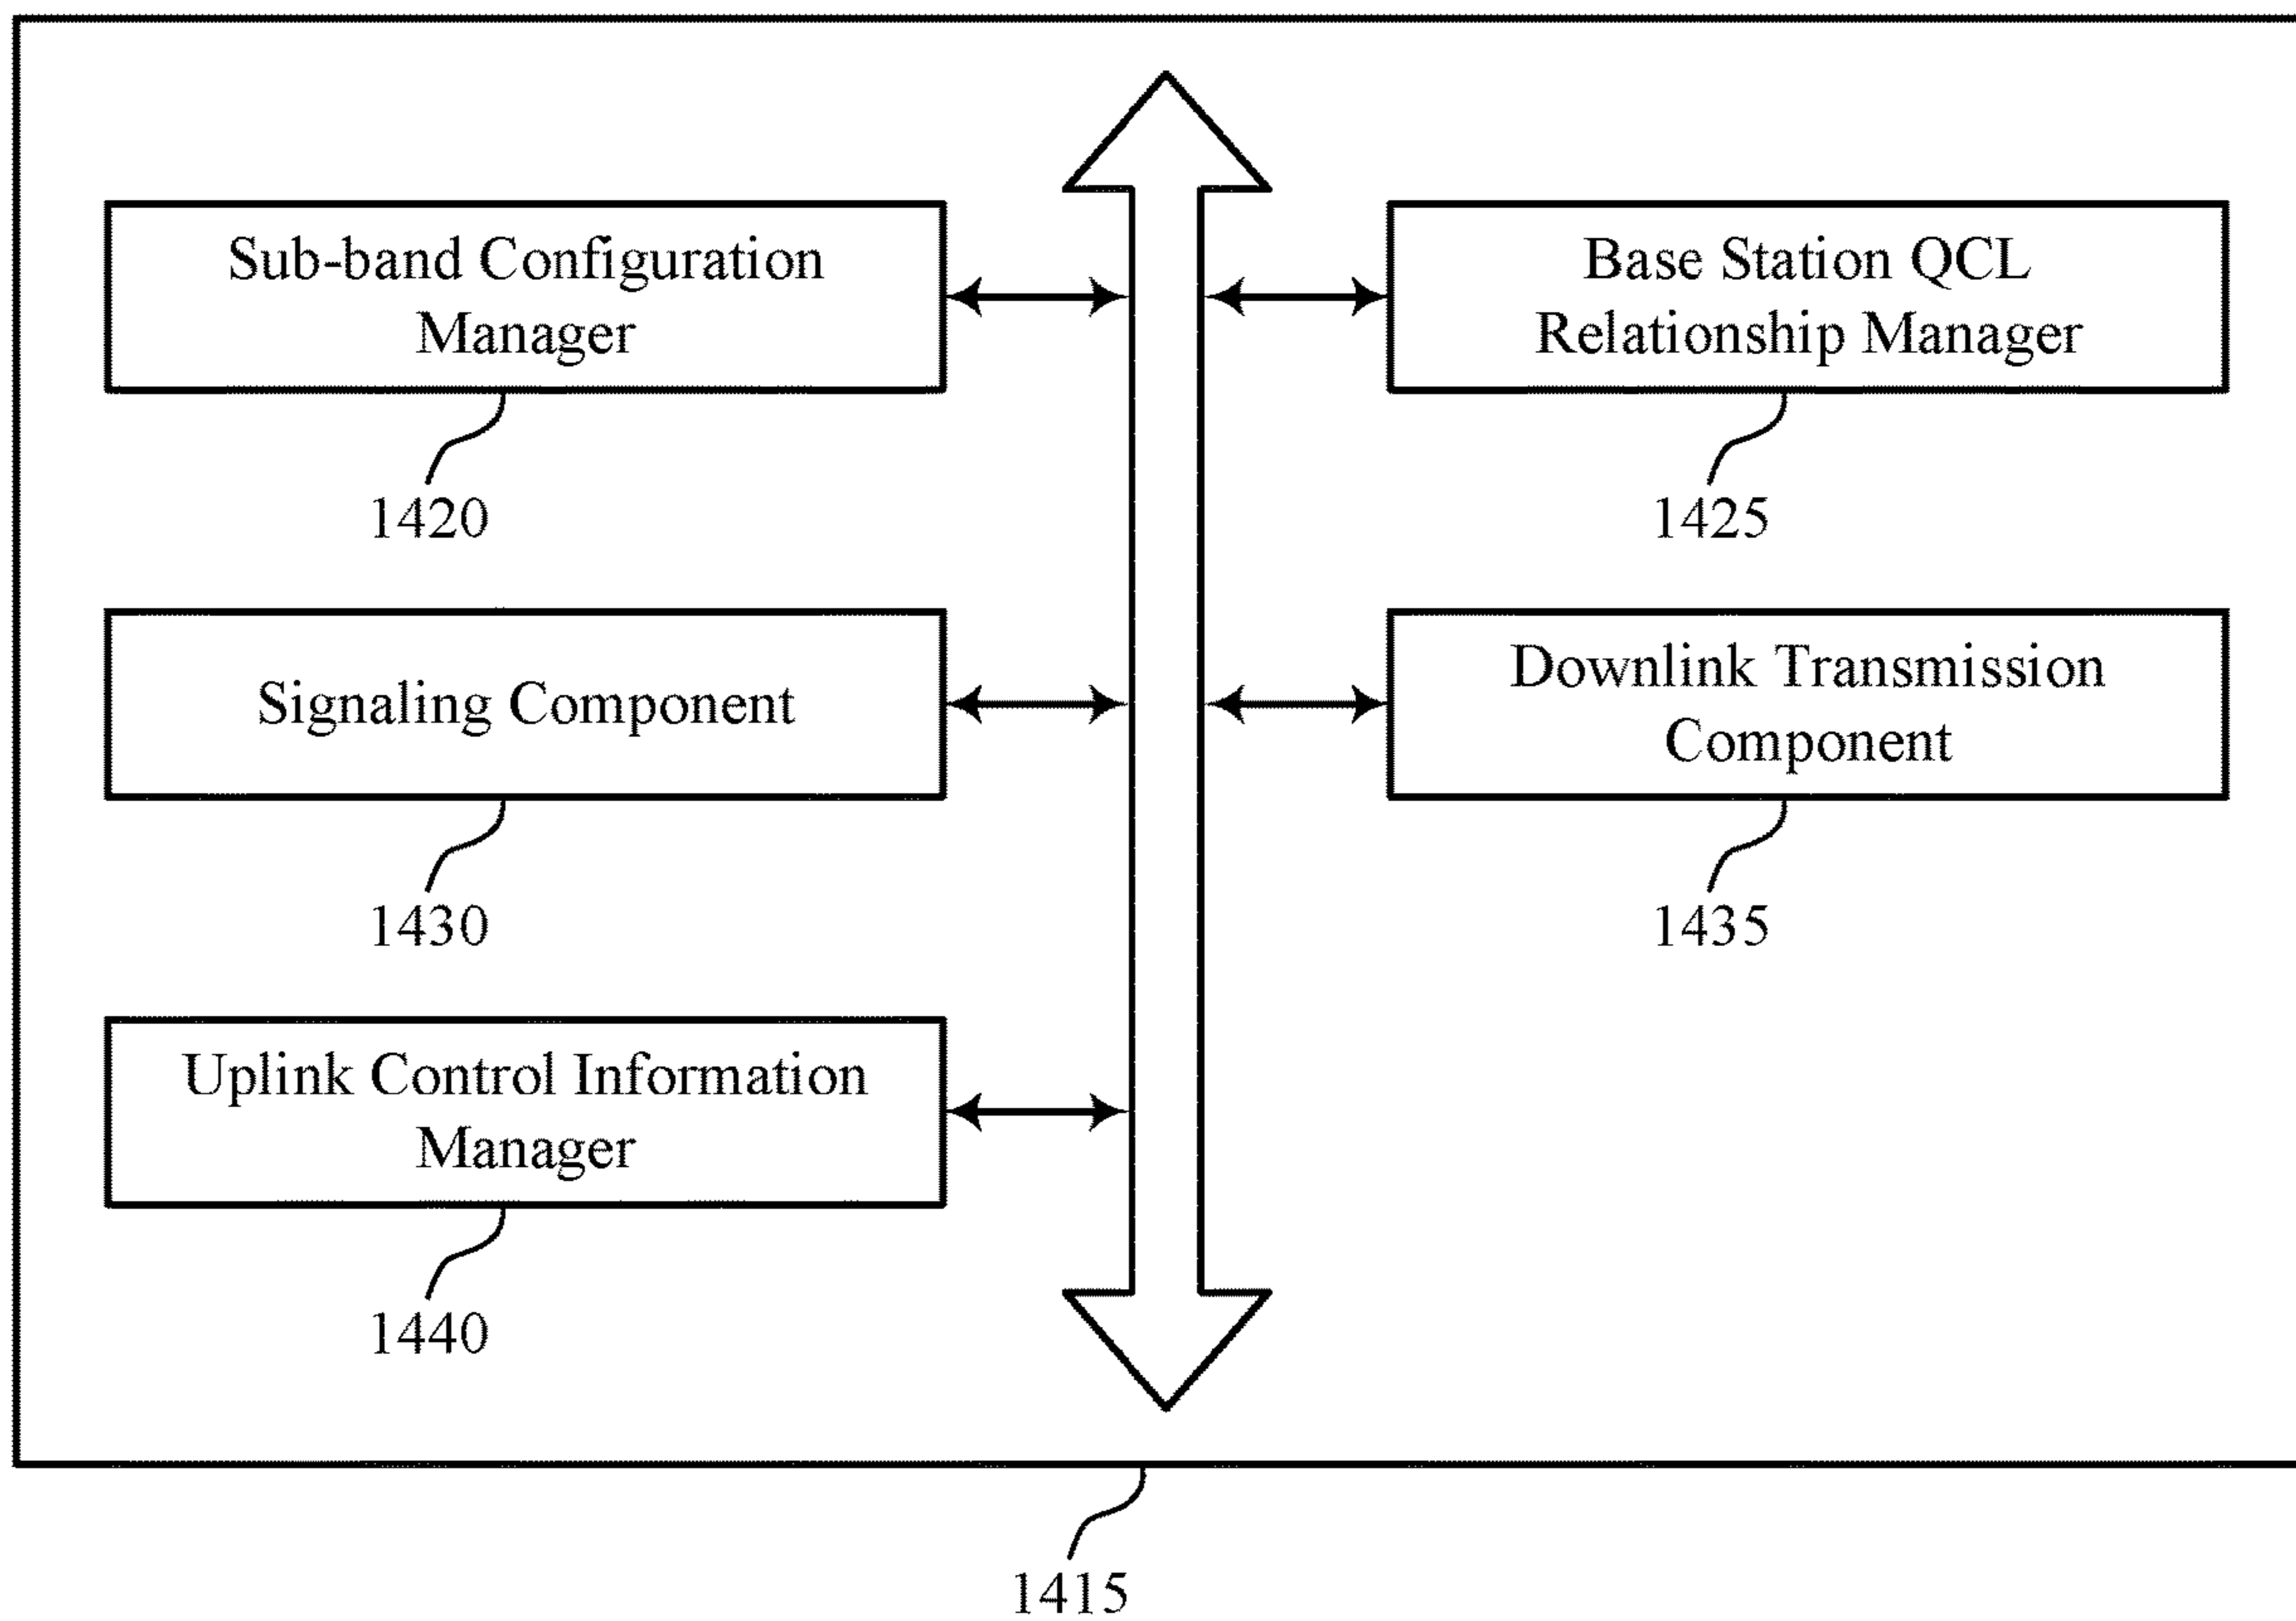 Sub-band Configuration
Manager
1420
Base Station QCL
Relationship Manager
1425
Signaling Component
1430
Downlink Transmission
Component
1435
Uplink Control Information
Manager
1440
1415